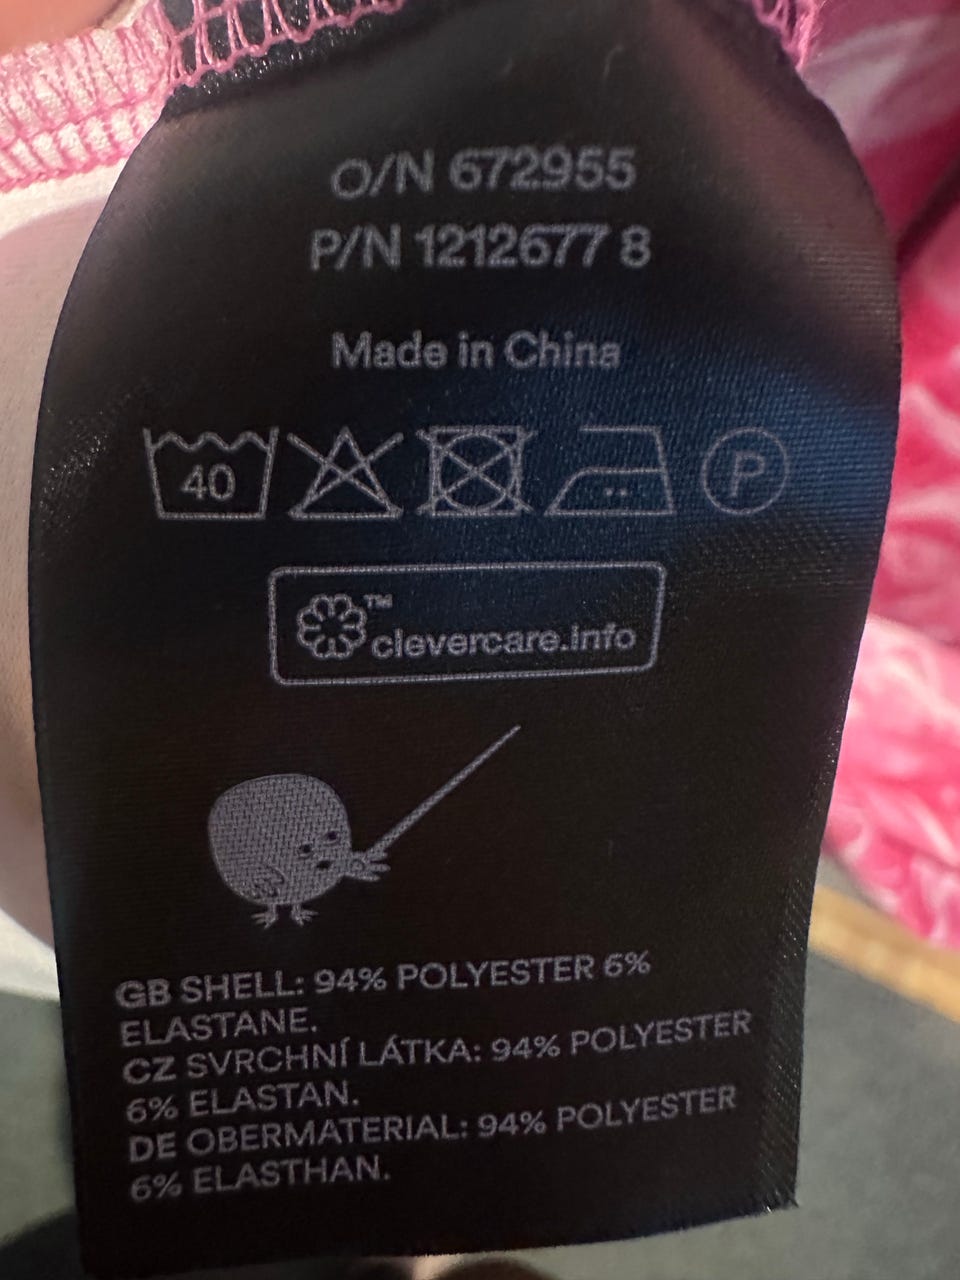 O/N 672955
P/N 1212677 8
Made in China
40
P
™
clevercare.info
GB SHELL: 94% POLYESTER 6%
ELASTANE.
CZ SVRCHNÍ LÁTKA: 94% POLYESTER
6% ELASTAN.
DE OBERMATERIAL: 94% POLYESTER
6% ELASTHAN.